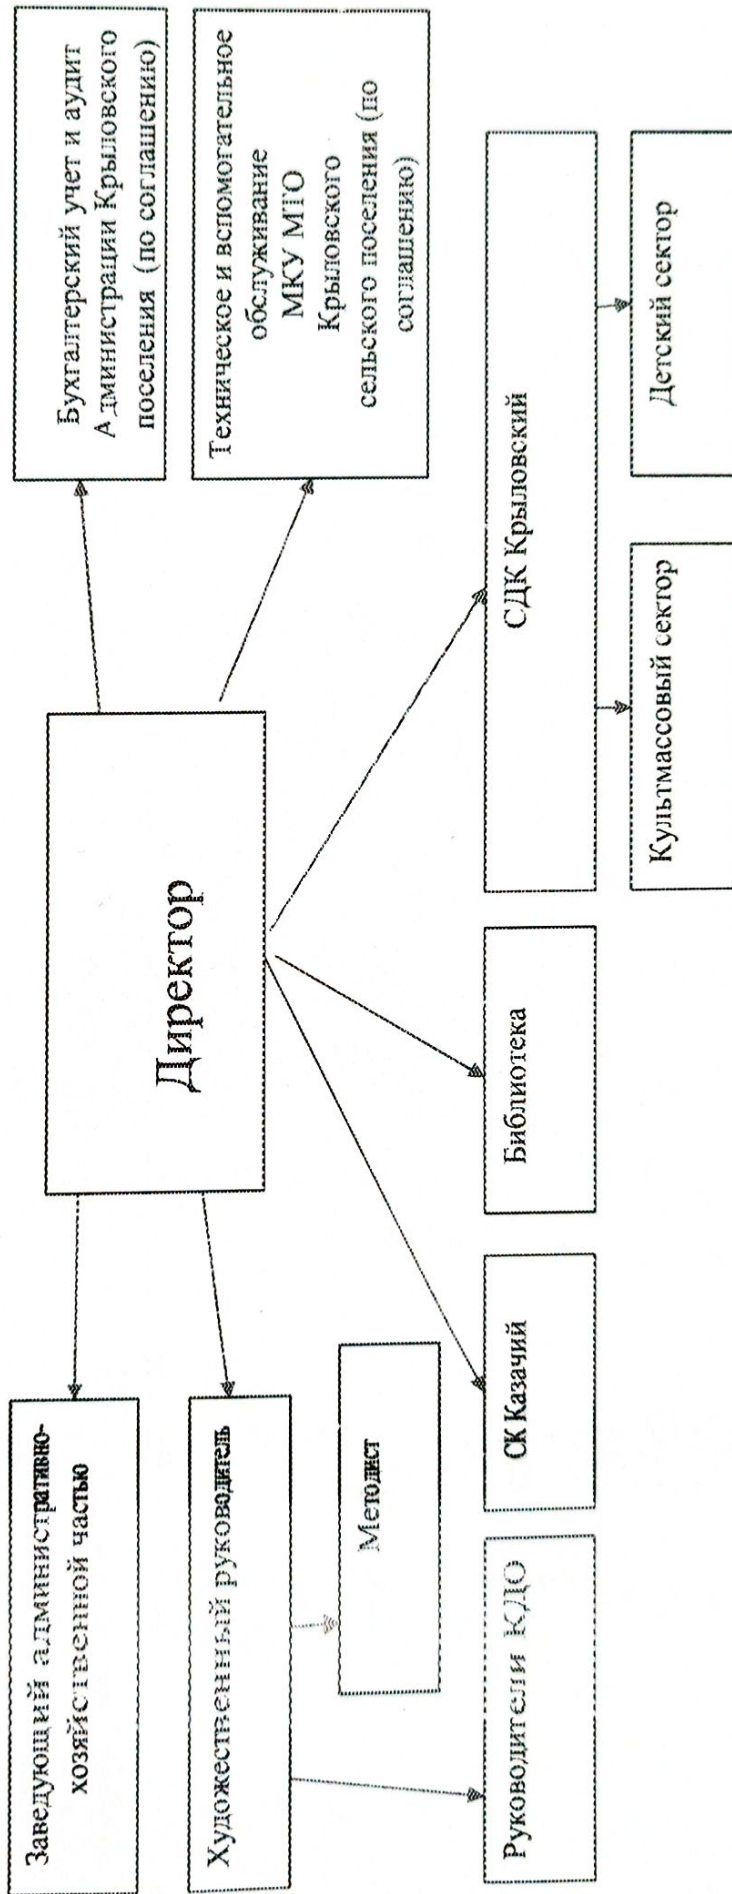 Заведующий административно-
хозяйственной частью
Директор
Бухгалтерский учет и аудит
Администрации Крыловского
поселения (по соглашению)
Художественный руководитель
Техническое и вспомогательное
обслуживание
МКУ МТО
Крыловского
сельского поселения (по
соглашению)
Методист
Руководители КДО
СК Казачий
Библиотека
СДК Крыловский
Культмассовый сектор
Детский сектор